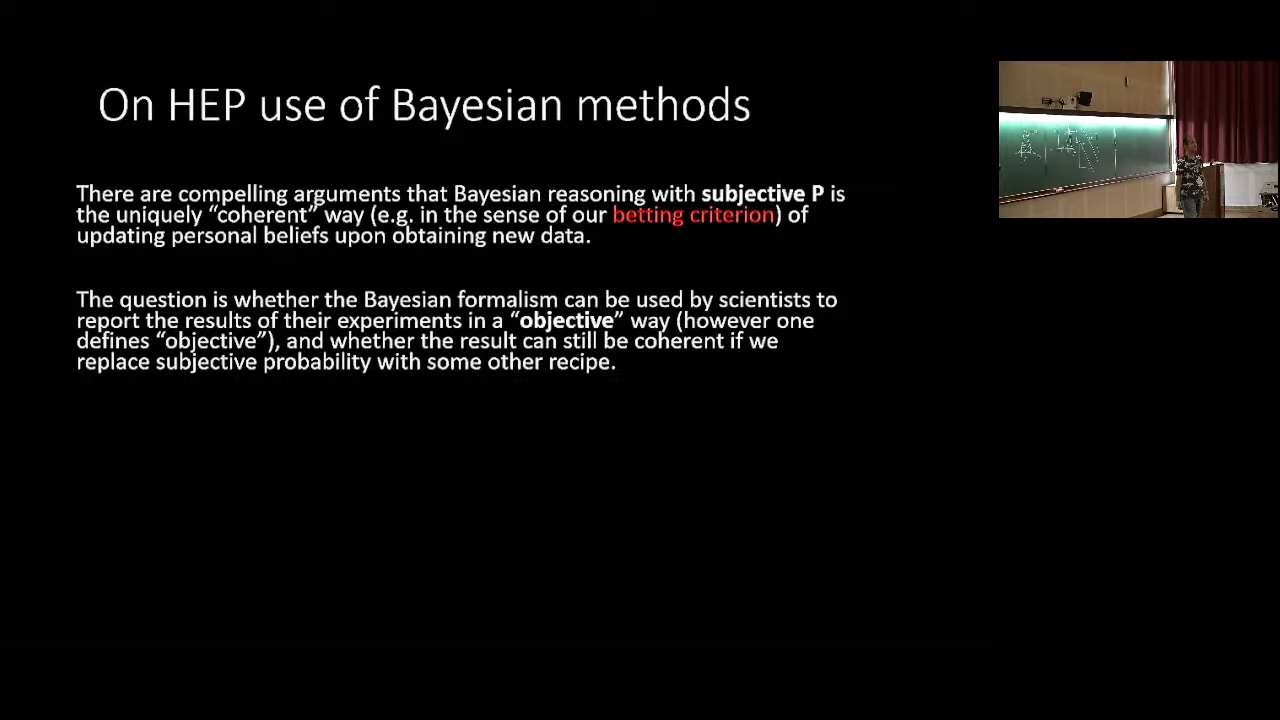 On HEP use of Bayesian methods
There are compelling arguments that Bayesian reasoning with subjective P is
the uniquely “coherent” way (e.g. in the sense of our betting criterion) of
updating personal beliefs upon obtaining new data.
The question is whether the Bayesian formalism can be used by scientists to
report the results of their experiments in a “objective” way (however one
defines “objective”), and whether the result can still be coherent if we
replace subjective probability with some other recipe.